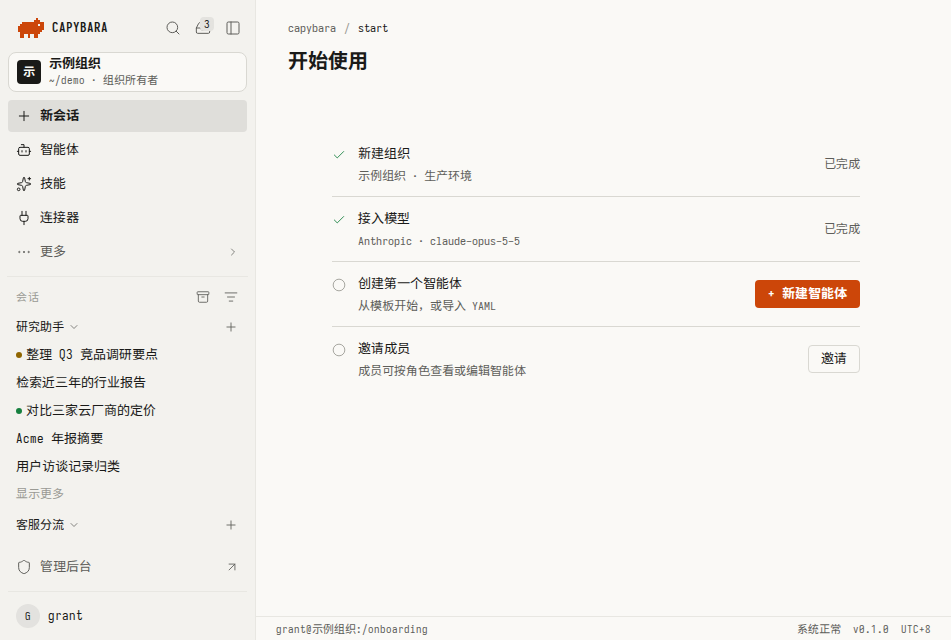 CAPYBARA
3
示 示例组织
~/demo · 组织所有者
新会话
智能体
技能
连接器
更多
会话
研究助手
整理 Q3 竞品调研要点
检索近三年的行业报告
对比三家云厂商的定价
Acme 年报摘要
用户访谈记录归类
显示更多
客服分流
管理后台
G grant
capybara / start
开始使用
新建组织
示例组织 · 生产环境
已完成
接入模型
Anthropic · claude-opus-5-5
已完成
创建第一个智能体
从模板开始，或导入 YAML
+ 新建智能体
邀请成员
成员可按角色查看或编辑智能体
邀请
grant@示例组织:/onboarding
系统正常 v0.1.0 UTC+8